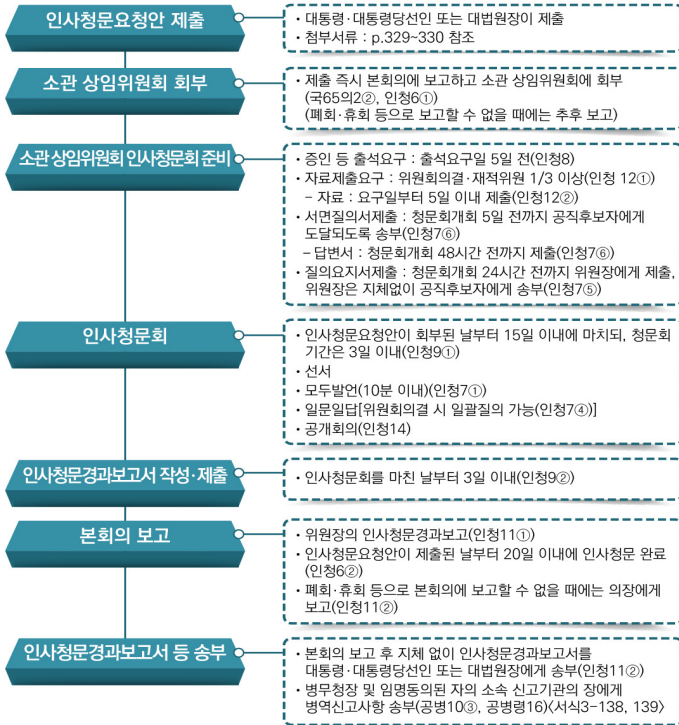 인사청문요청안 제출
· 대통령·대통령당선인 또는 대법원장이 제출
· 첨부서류 : p.329~330 참조
소관 상임위원회 회부
· 제출 즉시 본회의에 보고하고 소관 상임위원회에 회부
(국65의2②, 인청6①)
(폐회·휴회 등으로 보고할 수 없을 때에는 추후 보고)
소관 상임위원회 인사청문회 준비
· 증인 등 출석요구 : 출석요구일 5일 전(인청8)
· 자료제출요구 : 위원회의결·재적위원 1/3 이상(인청 12①)
– 자료 : 요구일부터 5일 이내 제출(인청12②)
· 서면질의서제출 : 청문회개회 5일 전까지 공직후보자에게
도달되도록 송부(인청7⑥)
– 답변서 : 청문회개회 48시간 전까지 제출(인청7⑥)
· 질의요지서제출 : 청문회개회 24시간 전까지 위원장에게 제출,
위원장은 지체없이 공직후보자에게 송부(인청7⑤)
인사청문회
· 인사청문요청안이 회부된 날부터 15일 이내에 마치되, 청문회
기간은 3일 이내(인청9①)
· 선서
· 모두발언(10분 이내)(인청7①)
· 일문일답[위원회의결 시 일괄질의 가능(인청7④)]
· 공개회의(인청14)
인사청문경과보고서 작성·제출
· 인사청문회를 마친 날부터 3일 이내(인청9②)
본회의 보고
· 위원장의 인사청문경과보고(인청11①)
· 인사청문요청안이 제출된 날부터 20일 이내에 인사청문 완료
(인청6②)
· 폐회·휴회 등으로 본회의에 보고할 수 없을 때에는 의장에게
보고(인청11②)
인사청문경과보고서 등 송부
· 본회의 보고 후 지체 없이 인사청문경과보고서를
대통령·대통령당선인 또는 대법원장에게 송부(인청11②)
· 병무청장 및 임명동의된 자의 소속 신고기관의 장에게
병역신고사항 송부(공병10③, 공병령16)〈서식3-138, 139〉